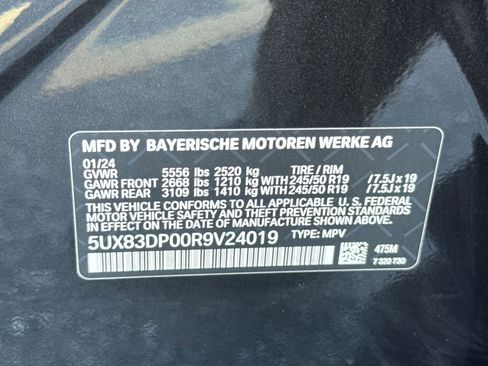 MFD BY BAYERISCHE MOTOREN WERKE AG
01/24
GVWR 5556 lbs 2520 kg TIRE / RIM
GAWR FRONT 2668 lbs 1210 kg WITH 245/50 R19 /7.5J x 19
GAWR REAR 3109 lbs 1410 kg WITH 245/50 R19 /7.5J x 19
THIS VEHICLE CONFORMS TO ALL APPLICABLE U.S. FEDERAL
MOTOR VEHICLE SAFETY, BUMPER, AND THEFT PREVENTION
STANDARDS IN EFFECT ON THE DATE OF MANUFACTURE SHOWN ABOVE.
5UX83DP00R9V24019 TYPE: MPV
475M
7 320 730